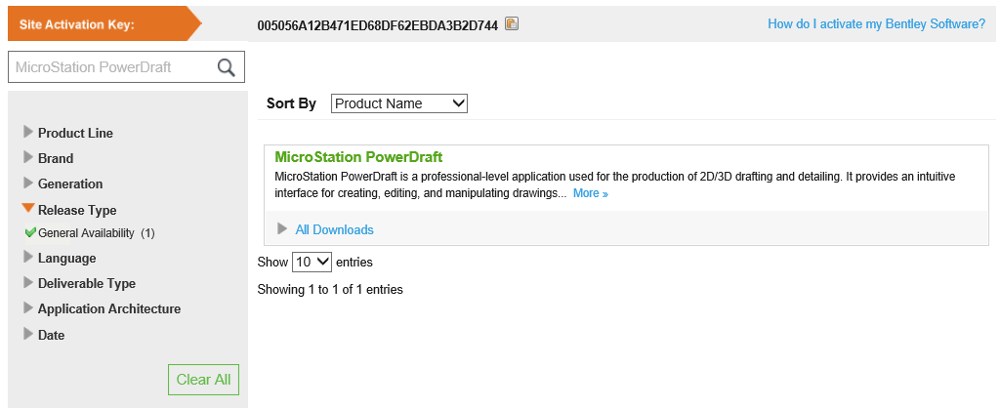 Site Activation Key:
005056A12B471ED68DF62EBDA3B2D744
How do I activate my Bentley Software?
MicroStation PowerDraft
Product Line
Brand
Generation
Release Type
General Availability (1)
Language
Deliverable Type
Application Architecture
Date
Clear All
Sort By Product Name
MicroStation PowerDraft
MicroStation PowerDraft is a professional-level application used for the production of 2D/3D drafting and detailing. It provides an intuitive
interface for creating, editing, and manipulating drawings... More »
All Downloads
Show 10 entries
Showing 1 to 1 of 1 entries